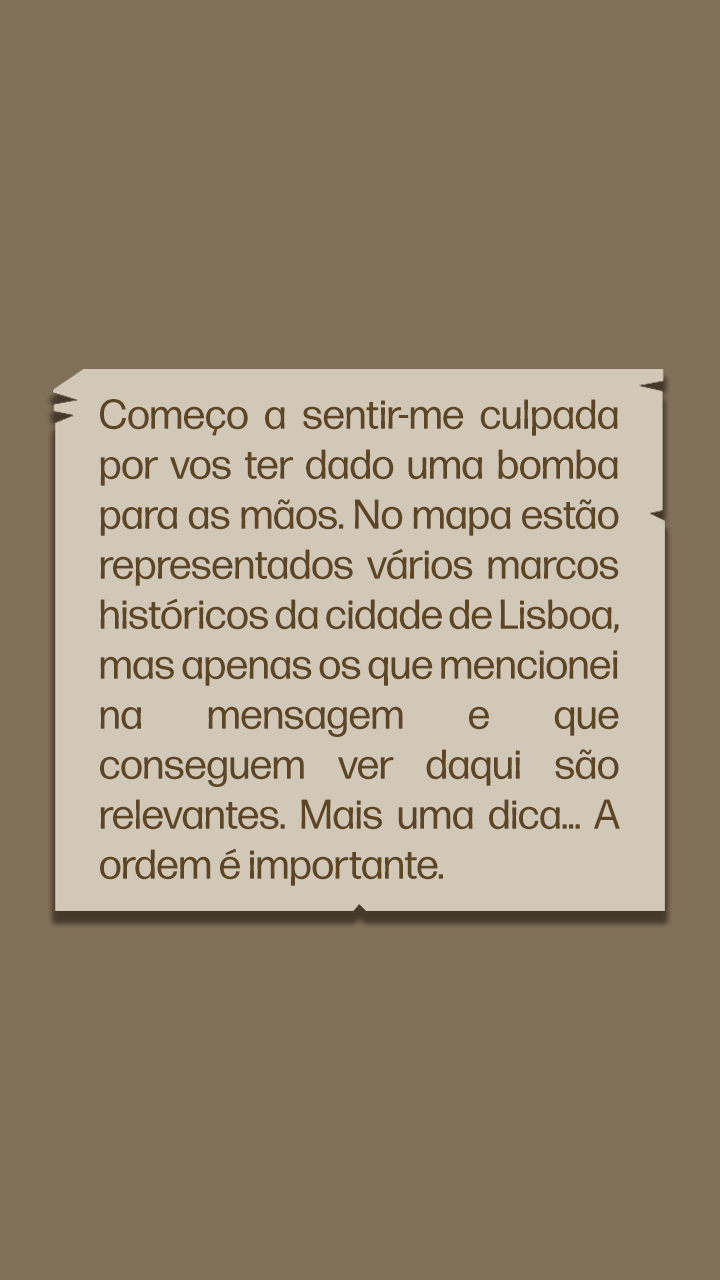 Começo a sentir-me culpada
por vos ter dado uma bomba
para as mãos. No mapa estão
representados vários marcos
históricos da cidade de Lisboa,
mas apenas os que mencionei
na mensagem e que
conseguem ver daqui são
relevantes. Mais uma dica... A
ordem é importante.